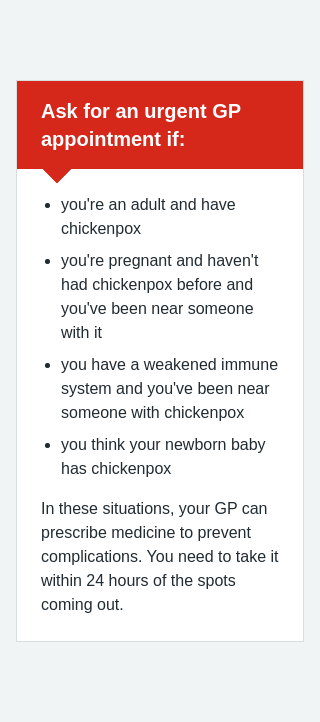 Ask for an urgent GP
appointment if:
• you're an adult and have
chickenpox
• you're pregnant and haven't
had chickenpox before and
you've been near someone
with it
• you have a weakened immune
system and you've been near
someone with chickenpox
• you think your newborn baby
has chickenpox
In these situations, your GP can
prescribe medicine to prevent
complications. You need to take it
within 24 hours of the spots
coming out.